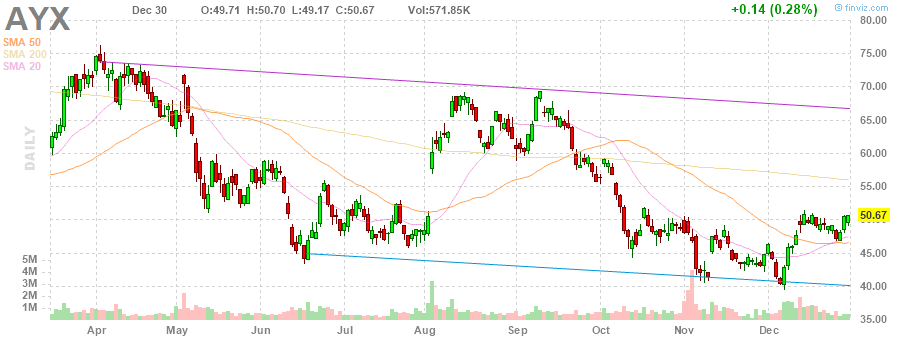 AYX Dec 30 O:49.71 H:50.70 L:49.17 C:50.67 Vol:571.85K +0.14 (0.28%) © finviz.com
SMA 50
SMA 200
SMA 20
DAILY
80.00
75.00
70.00
65.00
60.00
55.00
50.67
45.00
40.00
35.00
5M
4M
3M
2M
1M
Apr May Jun Jul Aug Sep Oct Nov Dec